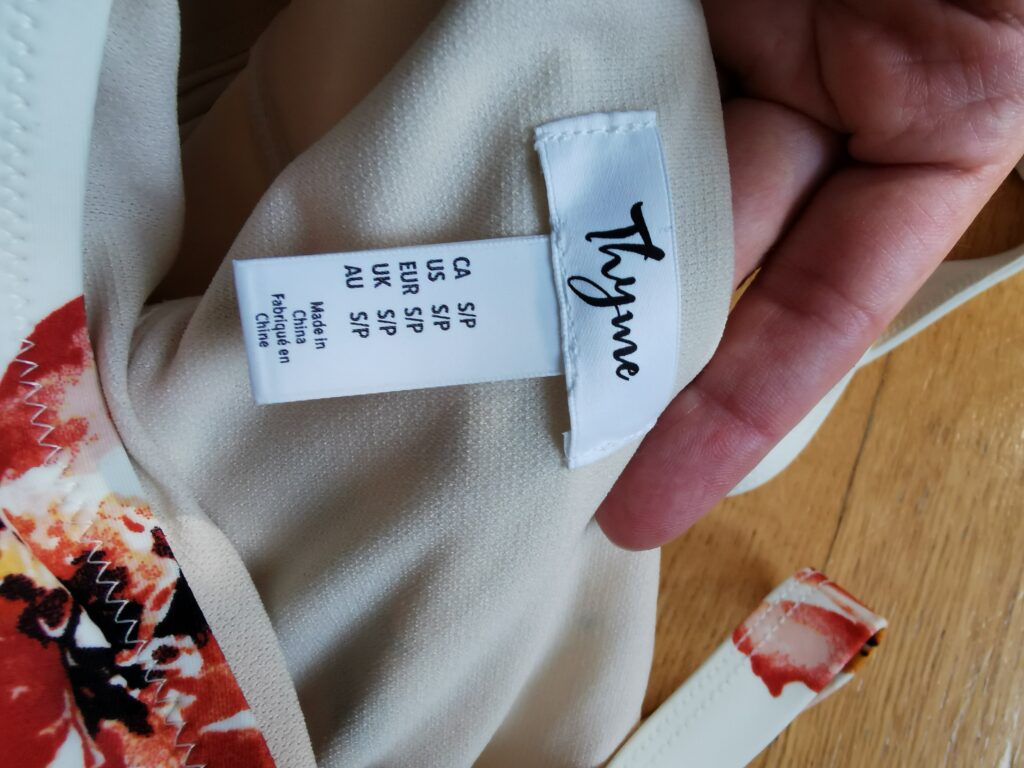 Thyme
CA S/P
US S/P
EUR S/P
UK S/P
AU S/P
Made in
China
Fabriqué en
Chine